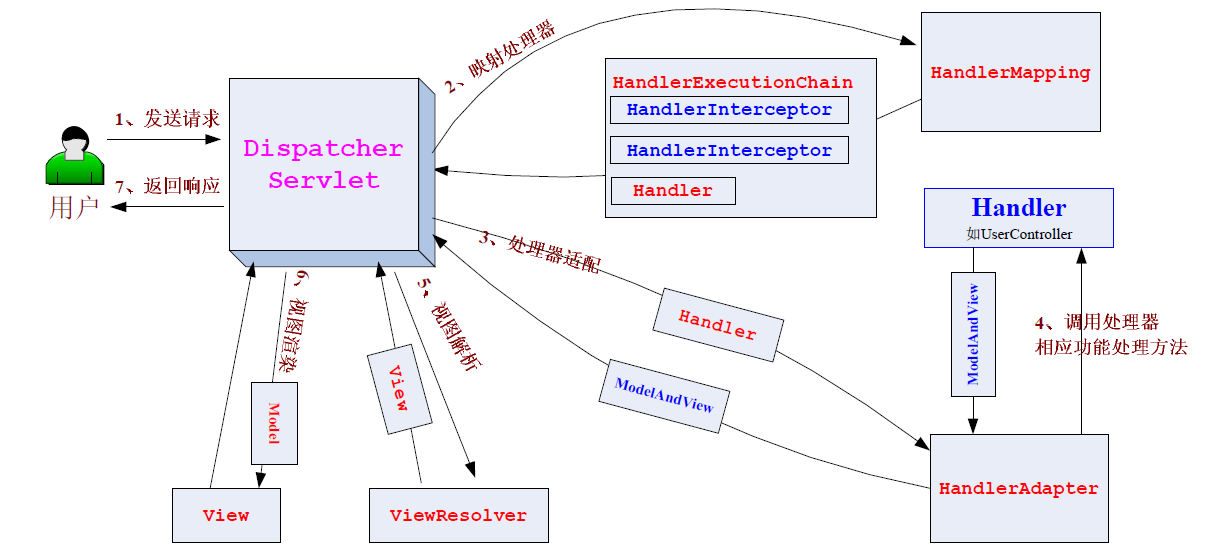 1、发送请求
7、返回响应
用户
Dispatcher
Servlet
2、映射处理器
HandlerExecutionChain
HandlerInterceptor
HandlerInterceptor
Handler
HandlerMapping
3、处理器适配
Handler
ModelAndView
Handler
如UserController
ModelAndView
4、调用处理器
相应功能处理方法
HandlerAdapter
5、视图解析
View
ViewResolver
6、视图渲染
Model
View